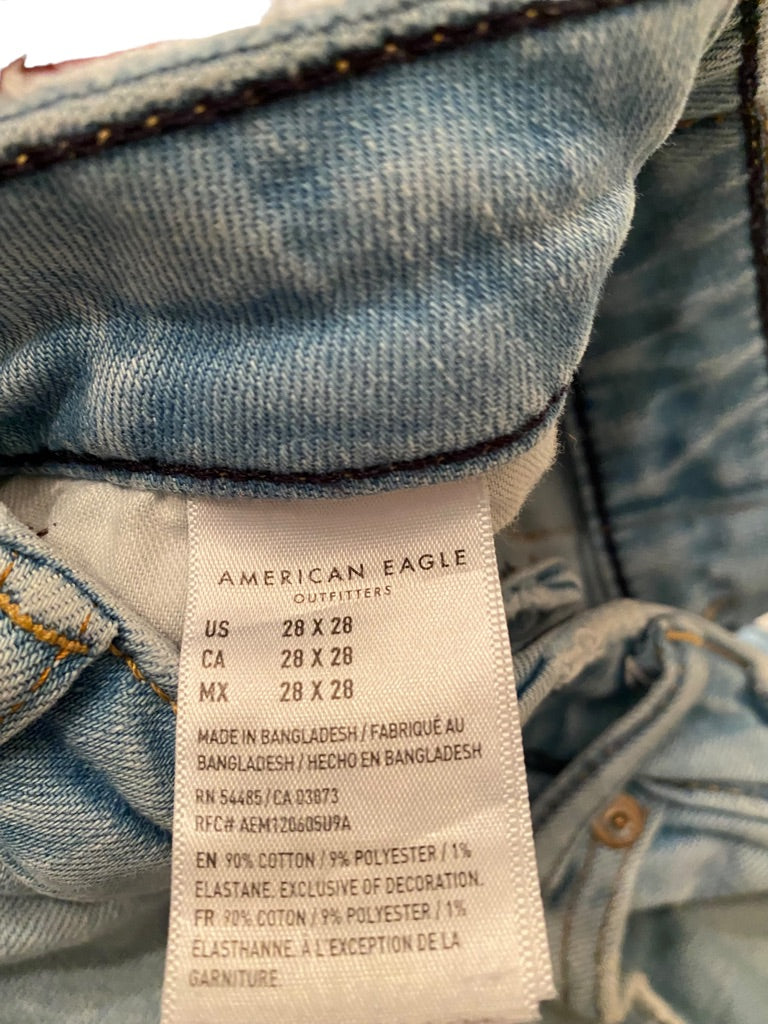 AMERICAN EAGLE
OUTFITTERS
US 28 X 28
CA 28 X 28
MX 28 X 28
MADE IN BANGLADESH / FABRIQUÉ AU
BANGLADESH / HECHO EN BANGLADESH
RN 54485 / CA 03873
RFC# AEM120605U9A
EN 90% COTTON / 9% POLYESTER / 1%
ELASTANE. EXCLUSIVE OF DECORATION.
FR 90% COTON / 9% POLYESTER / 1%
ELASTHANNE. À L'EXCEPTION DE LA
GARNITURE.